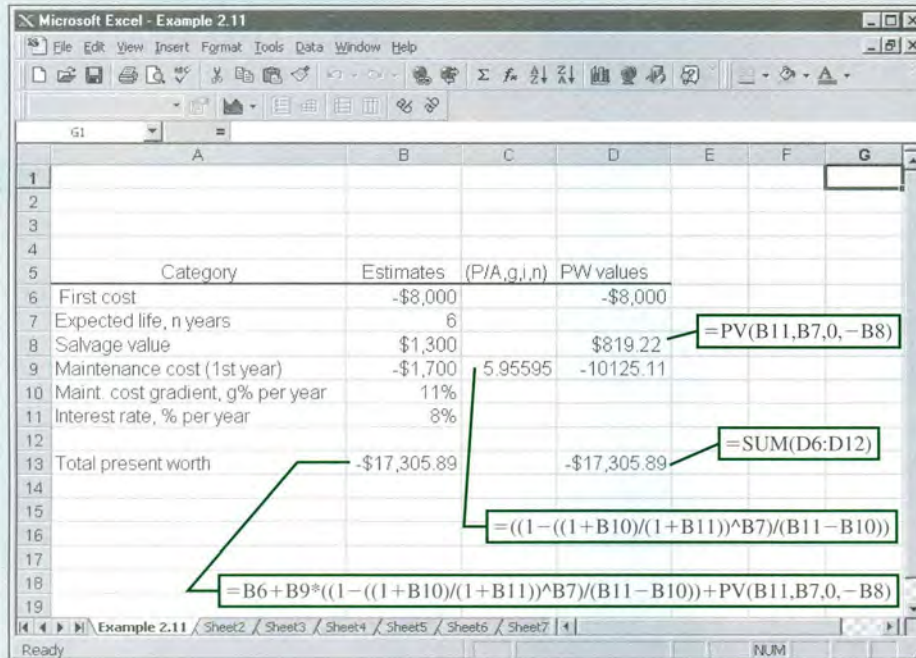 Microsoft Excel - Example 2.11
File Edit View Insert Format Tools Data Window Help
G1 =
A B C D E F G
1
2
3
4
5 Category Estimates (P/A,g,i,n) PW values
6 First cost -$8,000 -$8,000
7 Expected life, n years 6
=PV(B11,B7,0,−B8)
8 Salvage value $1,300 $819.22
9 Maintenance cost (1st year) -$1,700 5.95595 -10125.11
10 Maint. cost gradient, g% per year 11%
11 Interest rate, % per year 8%
12
=SUM(D6:D12)
13 Total present worth -$17,305.89 -$17,305.89
14
15
=((1−((1+B10)/(1+B11))^B7)/(B11−B10))
16
17
18
=B6+B9*((1−((1+B10)/(1+B11))^B7)/(B11−B10))+PV(B11,B7,0,−B8)
19
Example 2.11 / Sheet2 / Sheet3 / Sheet4 / Sheet5 / Sheet6 / Sheet7
Ready NUM